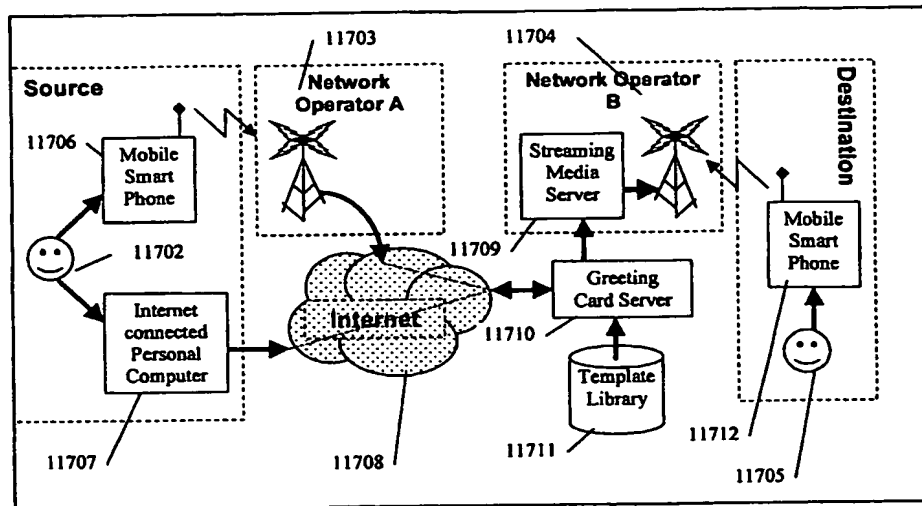 11703
11704
Source
Network
Operator A
Network Operator
B
Destination
11706
Mobile
Smart
Phone
Streaming
Media
Server
11702
11709
Mobile
Smart
Phone
Internet
connected
Personal
Computer
Internet
Greeting
Card Server
11710
Template
Library
11707
11708
11711
11712
11705